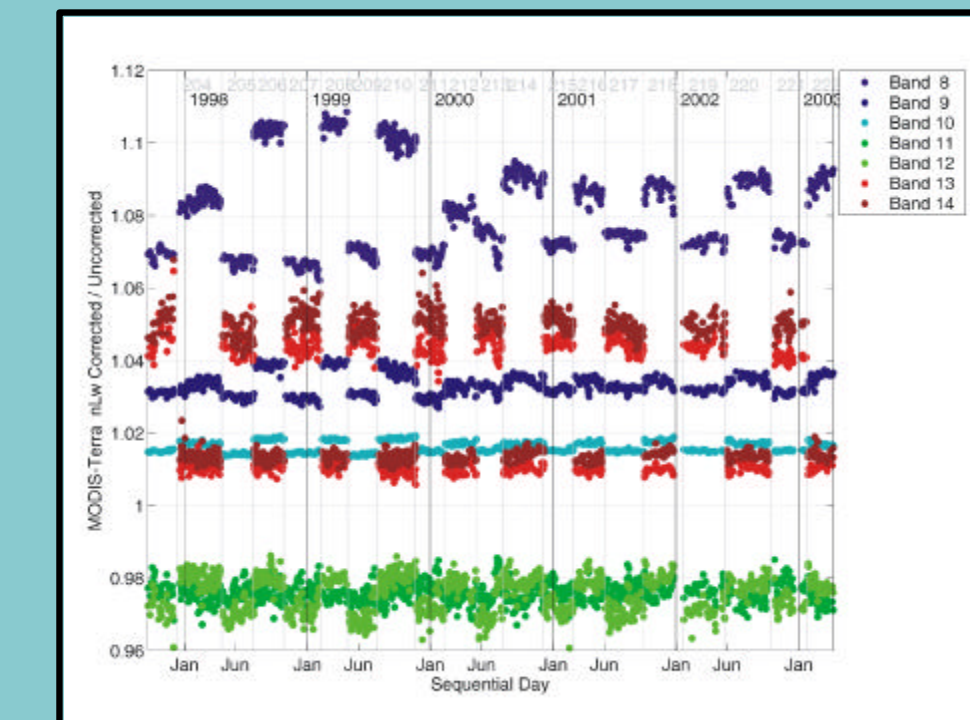 1.12
204 205 206 207 208 209 210 211 212 213 214 215 216 217 218 219 220
1998 1999 2000 2001 2002 2003
1.1
1.08
1.06
1.04
1.02
1
0.98
0.96
MODIS-Terra nLw Corrected / Uncorrected
Jan Jun Jan Jun Jan Jun Jan Jun Jan Jun Jan
Sequential Day
Band 8
Band 9
Band 10
Band 11
Band 12
Band 13
Band 14